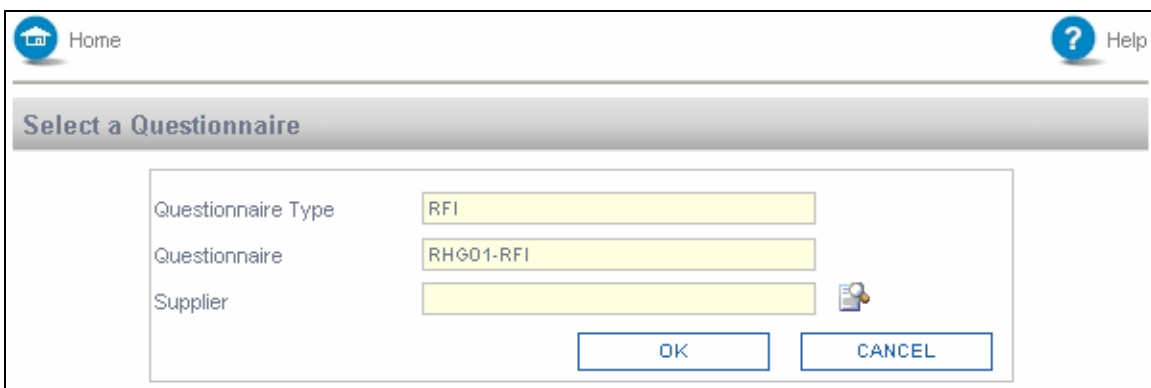 Home Help
Select a Questionnaire
Questionnaire Type RFI
Questionnaire RHG01-RFI
Supplier
OK CANCEL